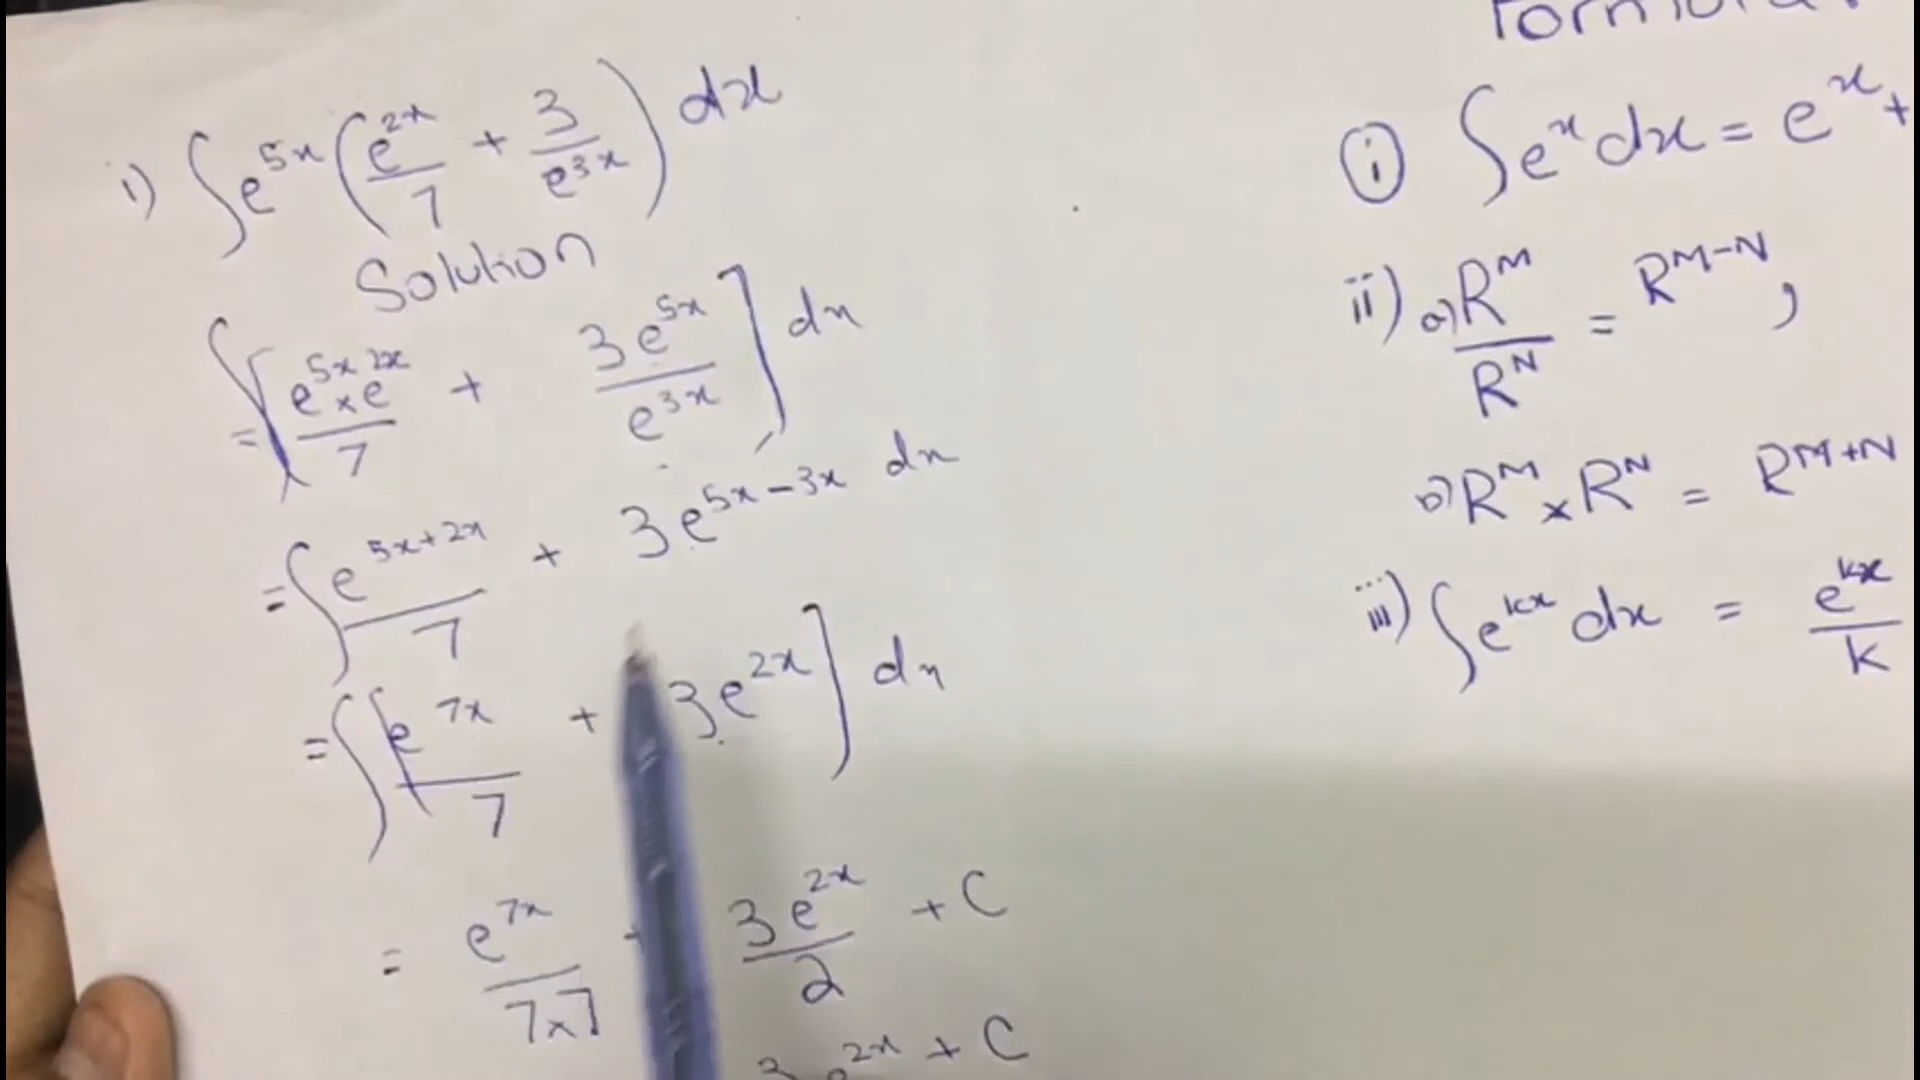 i) ∫e^{5x}(e^{2x}/7 + 3/e^{3x}) dx
Solution
= ∫[e^{5x} × e^{2x}/7 + 3e^{5x}/e^{3x}] dx
= ∫e^{5x+2x}/7 + 3e^{5x-3x} dx
= ∫[e^{7x}/7 + 3e^{2x}] dx
= e^{7x}/7×7 + 3e^{2x}/2 + C
e^{2x} + C
(i) ∫e^x dx = e^x +
ii) a) R^M/R^N = R^{M-N},
b) R^M × R^N = R^{M+N}
iii) ∫e^{kx} dx = e^{kx}/k